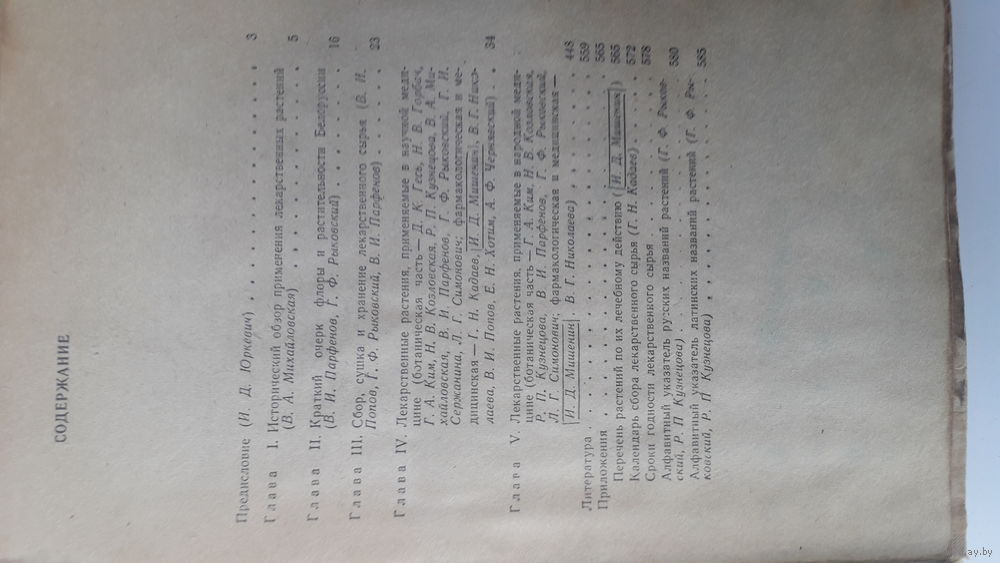 СОДЕРЖАНИЕ
Предисловие (И. Д. Юркевич) . . . . . . . . . 3
Глава I. Исторический обзор применения лекарственных растений
(В. А. Михайловская) . . . . . . . . 5
Глава II. Краткий очерк флоры и растительности Белоруссии
(В. И. Парфенов, Г. Ф. Рыковский) . . . . . . 16
Глава III. Сбор, сушка и хранение лекарственного сырья (В. И.
Попов, Г. Ф. Рыковский, В. И. Парфенов) . . . . . 23
Глава IV. Лекарственные растения, применяемые в научной меди-
цине (ботаническая часть — Д. К. Гесь, Н. В. Горбач,
Г. А. Ким, Н. В. Козловская, Р. П. Кузнецова, В. А. Ми-
хайловская, В. И. Парфенов, Г. Ф. Рыковский, Г. И.
Сержанина, Л. Г. Симонович; фармакологическая и ме-
дицинская — Г. Н. Кадаев, И. Д. Мишенин, В. Г. Нико-
лаева, В. И. Попов, Е. Н. Хотим, А. Ф. Чернявский) . . 34
Глава V. Лекарственные растения, применяемые в народной меди-
цине (ботаническая часть — Г. А. Ким, Н. В. Козловская,
Р. П. Кузнецова, В. И. Парфенов, Г. Ф. Рыковский,
Л. Г. Симонович; фармакологическая и медицинская —
И. Д. Мишенин, В. Г. Николаева) . . . . . . . 448
Литература . . . . . . . . . . . . . 559
Приложения . . . . . . . . . . . . . 565
Перечень растений по их лечебному действию (И. Д. Мишенин) 565
Календарь сбора лекарственного сырья (Г. Н. Кадаев) . . . . 572
Сроки годности лекарственного сырья . . . . . . . 578
Алфавитный указатель русских названий растений (Г. Ф. Рыков-
ский, Р. П Кузнецова) . . . . . . . . . . 580
Алфавитный указатель латинских названий растений (Г. Ф. Ры-
ковский, Р. П Кузнецова) . . . . . . . . . 585
ay.by